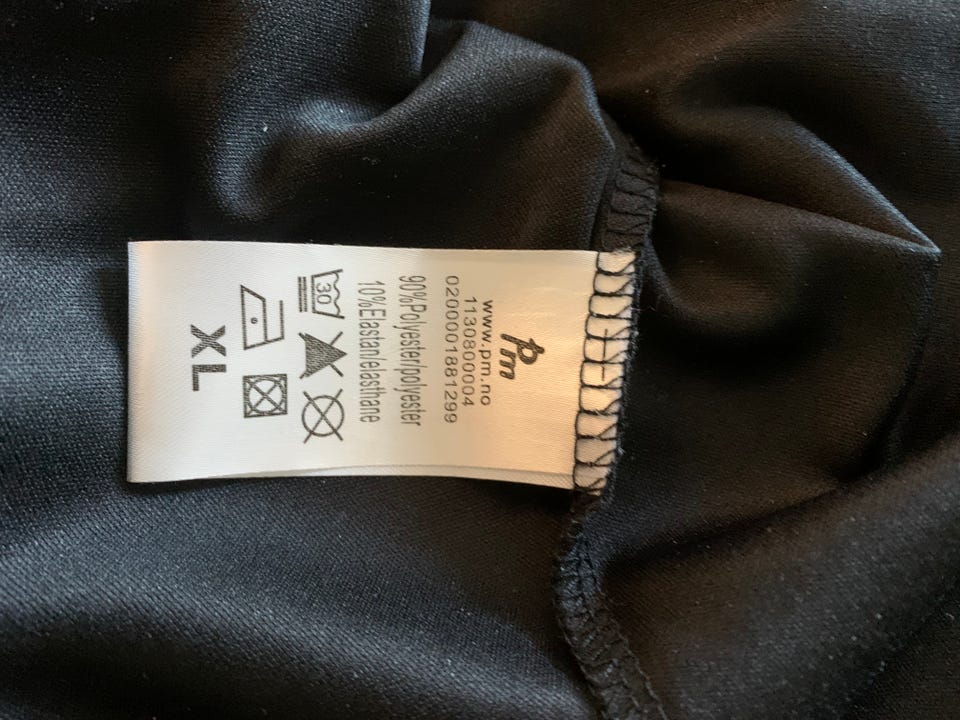 pm
www.pm.no
1130800004
0200001881299
90%Polyester/polyester
10%Elastan/elasthane
30
XL